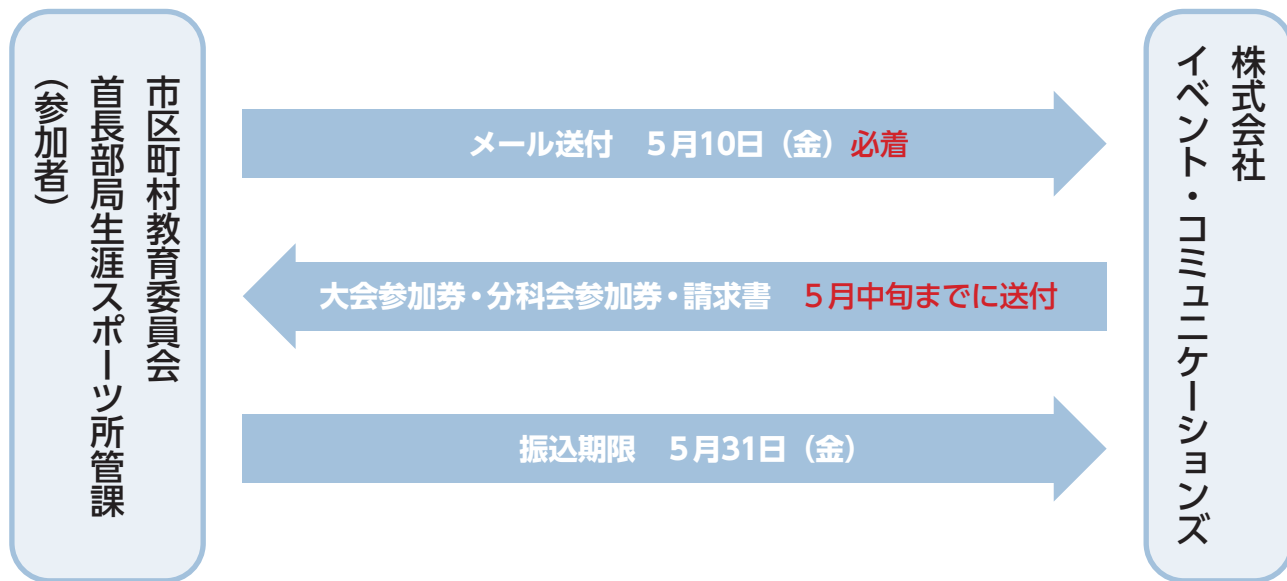 市区町村教育委員会
首長部局生涯スポーツ所管課
（参加者）
メール送付　５月10日（金）必着
大会参加券・分科会参加券・請求書　５月中旬までに送付
振込期限　５月31日（金）
株式会社
イベント・コミュニケーションズ